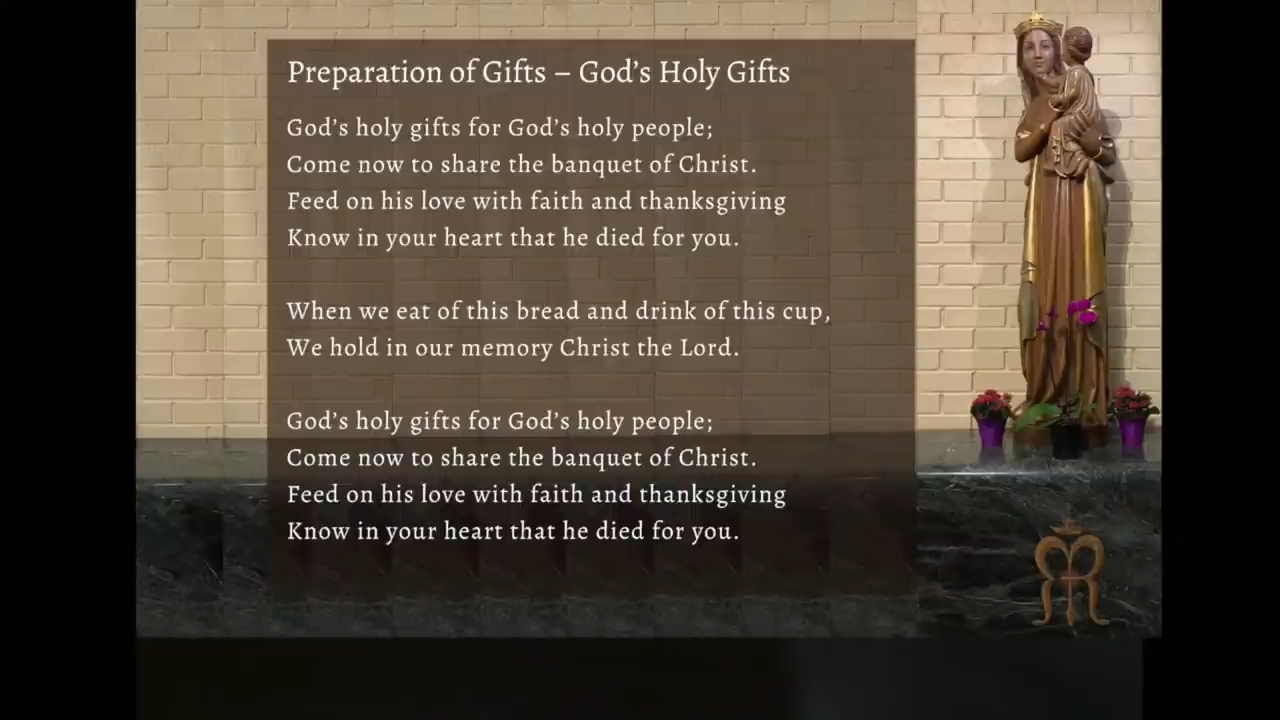 Preparation of Gifts – God's Holy Gifts
God's holy gifts for God's holy people;
Come now to share the banquet of Christ.
Feed on his love with faith and thanksgiving
Know in your heart that he died for you.
When we eat of this bread and drink of this cup,
We hold in our memory Christ the Lord.
God's holy gifts for God's holy people;
Come now to share the banquet of Christ.
Feed on his love with faith and thanksgiving
Know in your heart that he died for you.